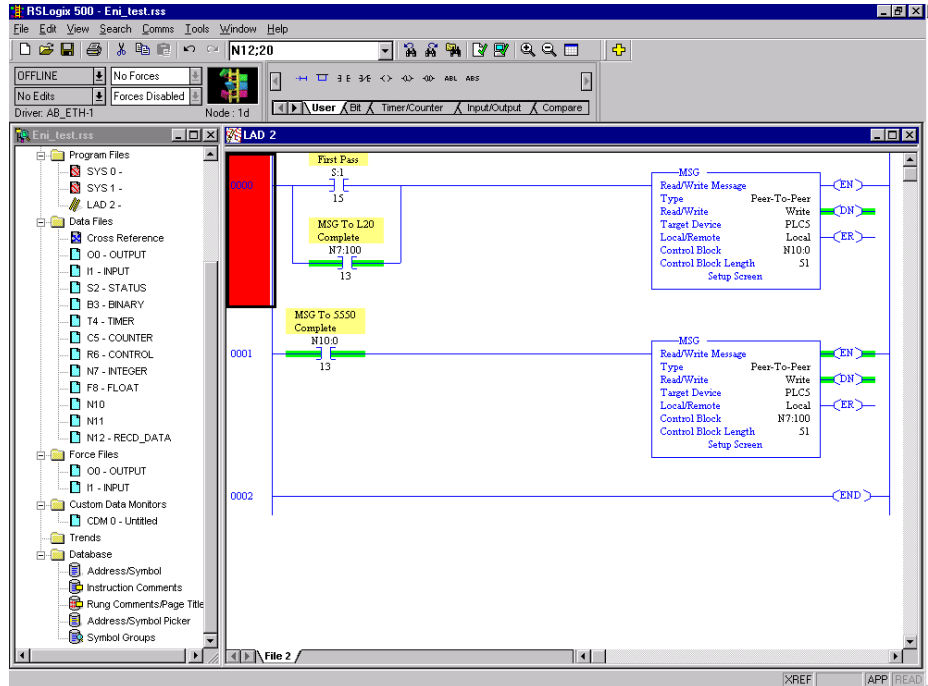 RSLogix 500 - Eni_test.rss
File Edit View Search Comms Tools Window Help
N12;20
OFFLINE
No Forces
No Edits
Forces Disabled
Driver: AB_ETH-1
Node : 1d
ABL ABS
User Bit Timer/Counter Input/Output Compare
Eni_test.rss
Program Files
SYS 0 -
SYS 1 -
LAD 2 -
Data Files
Cross Reference
O0 - OUTPUT
I1 - INPUT
S2 - STATUS
B3 - BINARY
T4 - TIMER
C5 - COUNTER
R6 - CONTROL
N7 - INTEGER
F8 - FLOAT
N10
N11
N12 - RECD_DATA
Force Files
O0 - OUTPUT
I1 - INPUT
Custom Data Monitors
CDM 0 - Untitled
Trends
Database
Address/Symbol
Instruction Comments
Rung Comments/Page Title
Address/Symbol Picker
Symbol Groups
LAD 2
0000
First Pass
S:1
15
MSG To L20
Complete
N7:100
13
MSG
Read/Write Message
Type Peer-To-Peer
Read/Write Write
Target Device PLC5
Local/Remote Local
Control Block N10:0
Control Block Length 51
Setup Screen
EN
DN
ER
0001
MSG To 5550
Complete
N10:0
13
MSG
Read/Write Message
Type Peer-To-Peer
Read/Write Write
Target Device PLC5
Local/Remote Local
Control Block N7:100
Control Block Length 51
Setup Screen
EN
DN
ER
0002
END
File 2
XREF
APP
READ